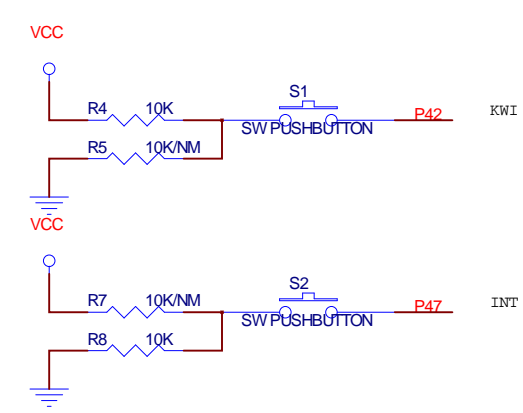 VCC
S1
R4 10K P42 KWI
SW PUSHBUTTON
R5 10K/NM
VCC
S2
R7 10K/NM P47 INT
SW PUSHBUTTON
R8 10K